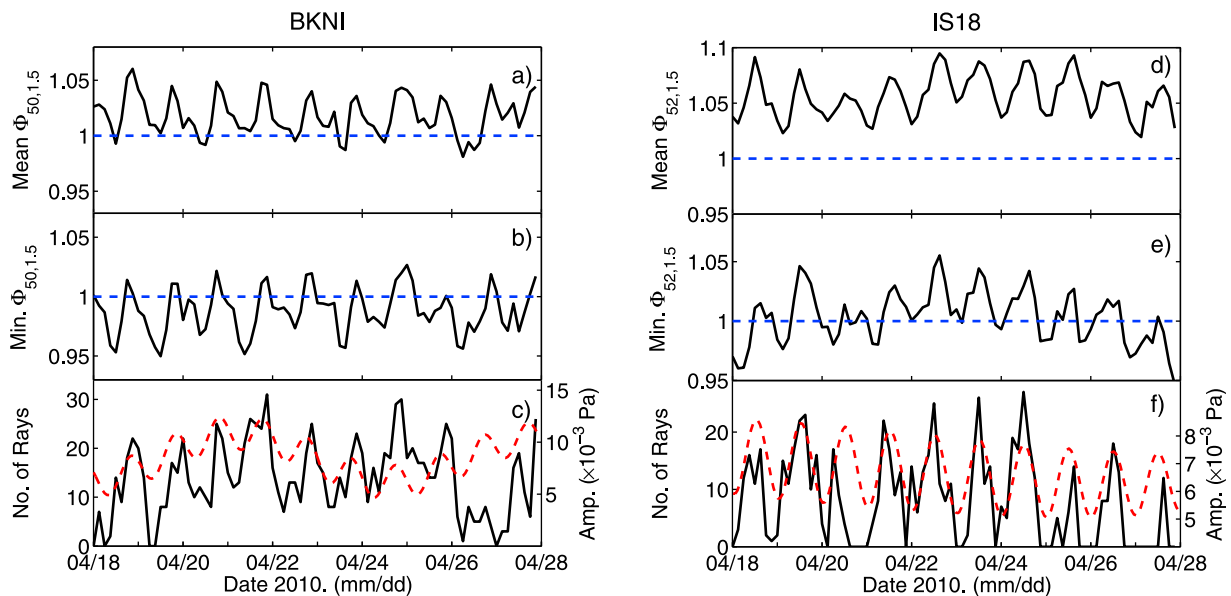 BKNI
a)
Mean Φ50,1.5
1.05
1
0.95
b)
Min. Φ50,1.5
1.05
1
0.95
c)
No. of Rays
30
20
10
0
15
10
5
Amp. (×10−3 Pa)
04/18 04/20 04/22 04/24 04/26 04/28
Date 2010. (mm/dd)
IS18
d)
Mean Φ52,1.5
1.1
1.05
1
0.95
e)
Min. Φ52,1.5
1.05
1
0.95
f)
No. of Rays
20
10
0
8
7
6
5
Amp. (×10−3 Pa)
04/18 04/20 04/22 04/24 04/26 04/28
Date 2010. (mm/dd)